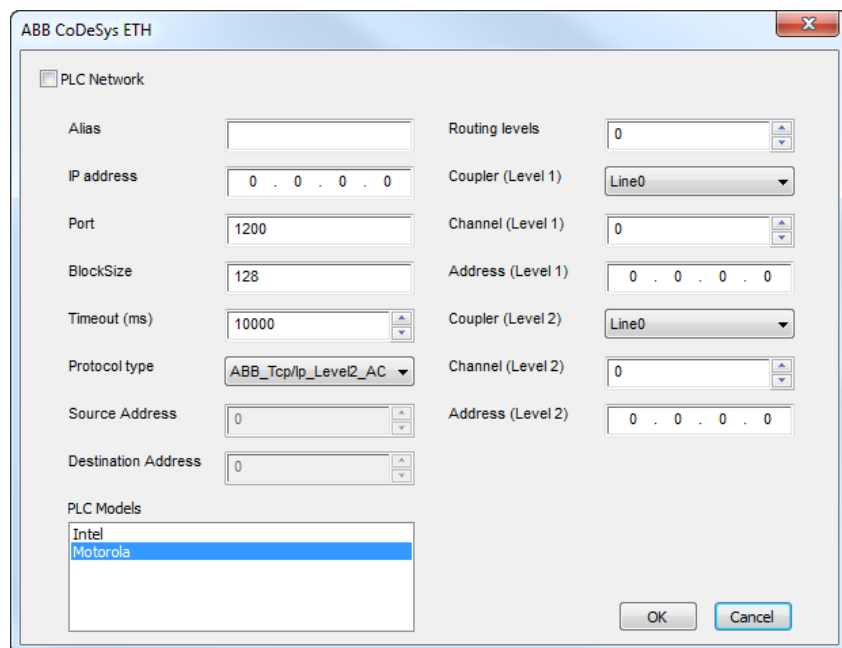 ABB CoDeSys ETH
PLC Network
Alias
IP address 0 . 0 . 0 . 0
Port 1200
BlockSize 128
Timeout (ms) 10000
Protocol type ABB_Tcp/Ip_Level2_AC
Source Address 0
Destination Address 0
PLC Models
Intel
Motorola
Routing levels 0
Coupler (Level 1) Line0
Channel (Level 1) 0
Address (Level 1) 0 . 0 . 0 . 0
Coupler (Level 2) Line0
Channel (Level 2) 0
Address (Level 2) 0 . 0 . 0 . 0
OK Cancel